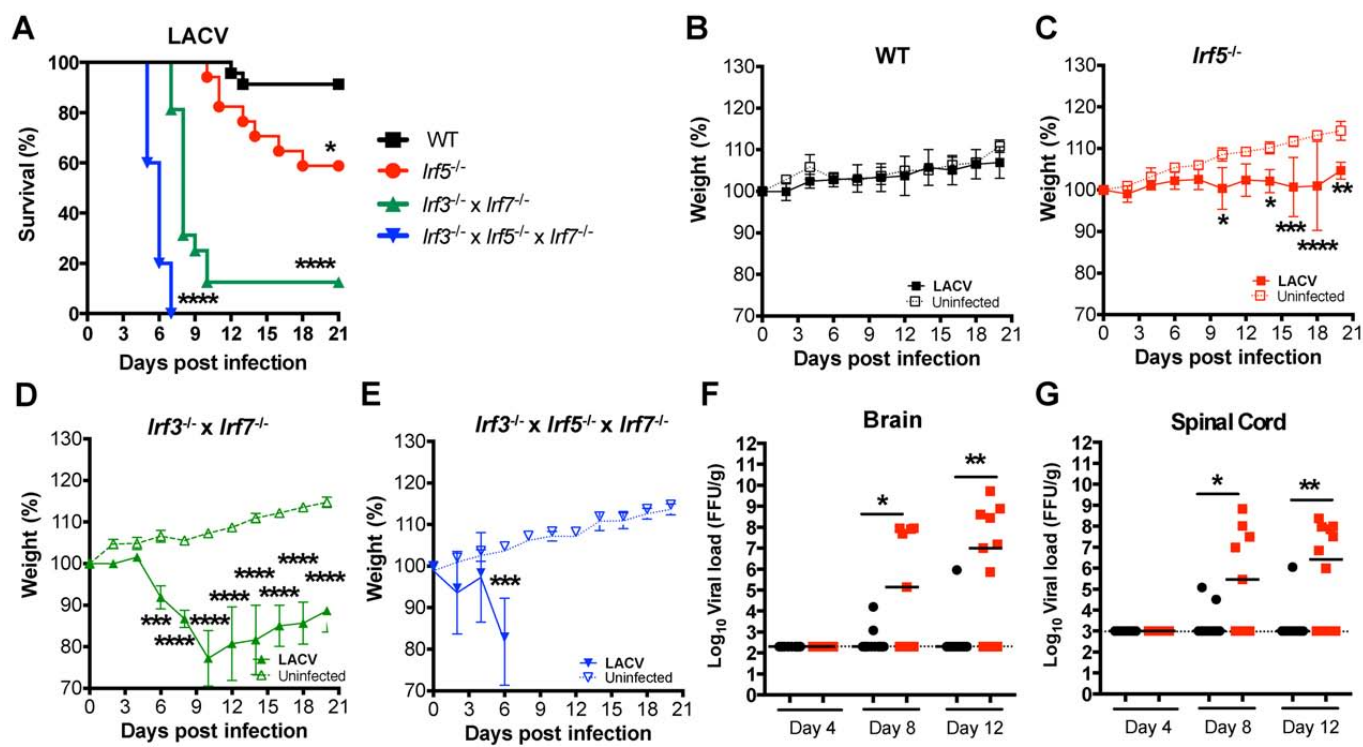 A
LACV
Survival (%)
100
80
60
40
20
0
0 3 6 9 12 15 18 21
Days post infection
*
****
****
WT
Irf5-/-
Irf3-/- x Irf7-/-
Irf3-/- x Irf5-/- x Irf7-/-
B
WT
Weight (%)
130
120
110
100
90
80
70
0 3 6 9 12 15 18 21
Days post infection
LACV
Uninfected
C
Irf5-/-
Weight (%)
130
120
110
100
90
80
70
0 3 6 9 12 15 18 21
Days post infection
* * *** **** **
LACV
Uninfected
D
Irf3-/- x Irf7-/-
Weight (%)
130
120
110
100
90
80
70
0 3 6 9 12 15 18 21
Days post infection
*** **** **** **** **** **** **** ****
LACV
Uninfected
E
Irf3-/- x Irf5-/- x Irf7-/-
Weight (%)
130
120
110
100
90
80
70
0 3 6 9 12 15 18 21
Days post infection
***
LACV
Uninfected
F
Brain
Log10 Viral load (FFU/g)
12
11
10
9
8
7
6
5
4
3
2
0
* **
Day 4 Day 8 Day 12
G
Spinal Cord
Log10 Viral load (FFU/g)
12
11
10
9
8
7
6
5
4
3
2
0
* **
Day 4 Day 8 Day 12